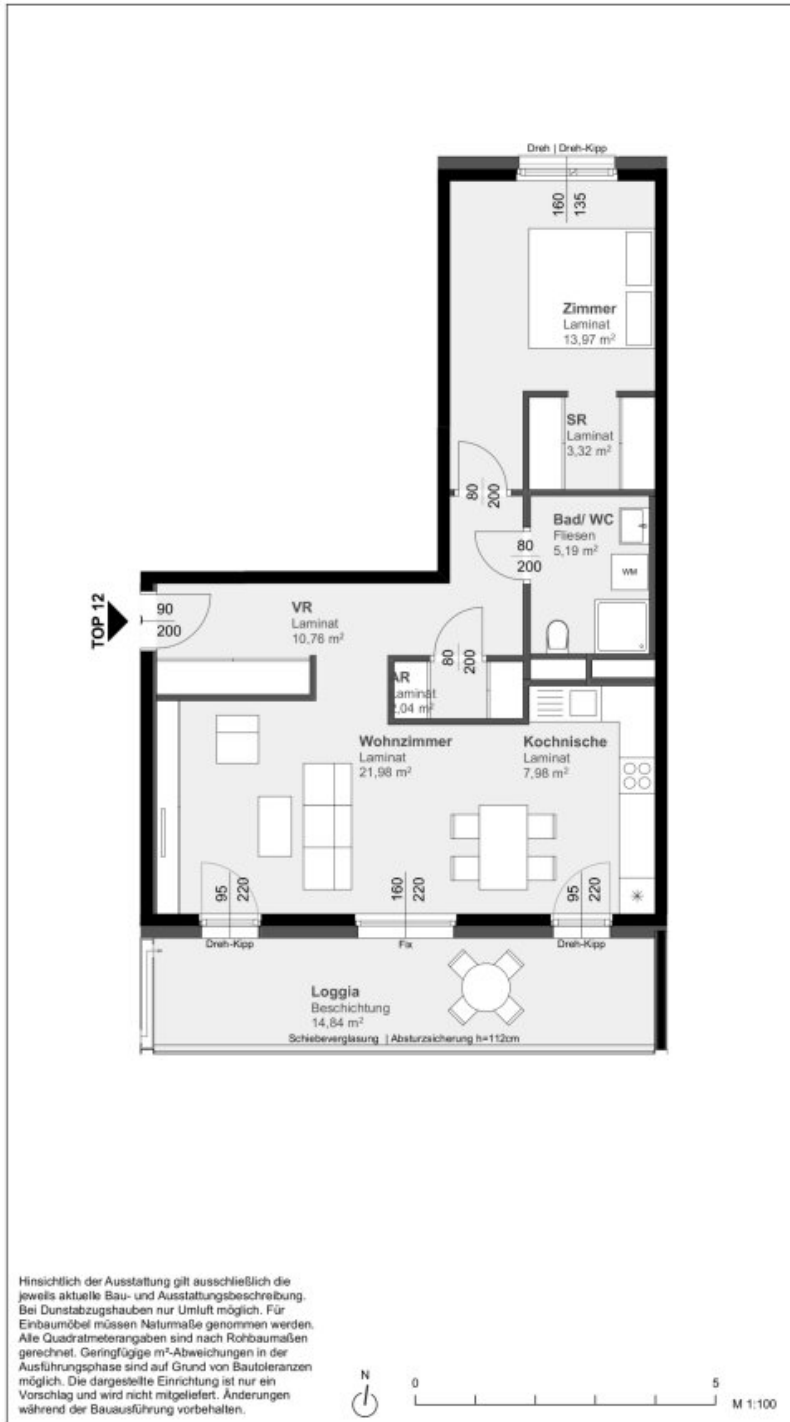 Dreh | Dreh-Kipp
160
135
Zimmer
Laminat
13,97 m²
SR
Laminat
3,32 m²
80
200
Bad/ WC
Fliesen
5,19 m²
80
200
WM
TOP 12
90
200
VR
Laminat
10,76 m²
80
200
AR
Laminat
2,04 m²
Wohnzimmer
Laminat
21,98 m²
Kochnische
Laminat
7,98 m²
95
220
160
220
95
220
Dreh-Kipp
Fix
Dreh-Kipp
Loggia
Beschichtung
14,84 m²
Schiebeverglasung | Absturzsicherung h=112cm
Hinsichtlich der Ausstattung gilt ausschließlich die
jeweils aktuelle Bau- und Ausstattungsbeschreibung.
Bei Dunstabzugshauben nur Umluft möglich. Für
Einbaumöbel müssen Naturmaße genommen werden.
Alle Quadratmeterangaben sind nach Rohbaumaßen
gerechnet. Geringfügige m²-Abweichungen in der
Ausführungsphase sind auf Grund von Bautoleranzen
möglich. Die dargestellte Einrichtung ist nur ein
Vorschlag und wird nicht mitgeliefert. Änderungen
während der Bauausführung vorbehalten.
N
0
5
M 1:100